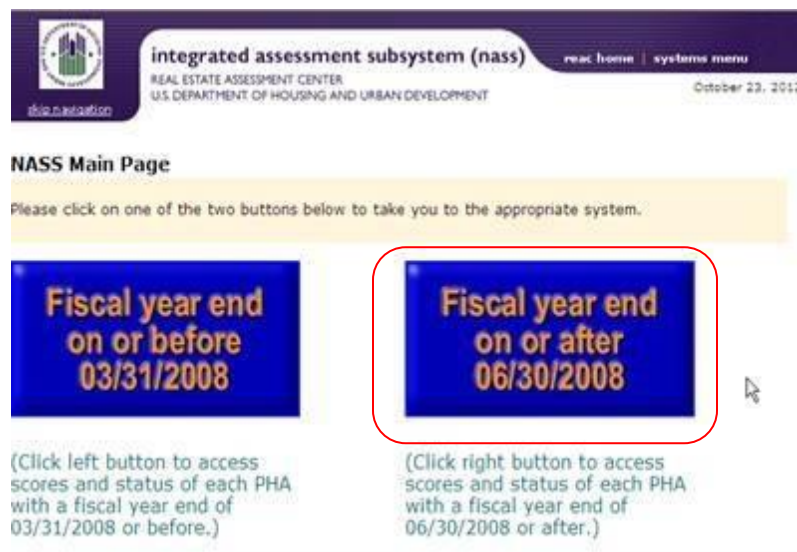 integrated assessment subsystem (nass)
reac home | systems menu
REAL ESTATE ASSESSMENT CENTER
U.S. DEPARTMENT OF HOUSING AND URBAN DEVELOPMENT
October 23, 2012
skip navigation
NASS Main Page
Please click on one of the two buttons below to take you to the appropriate system.
Fiscal year end
on or before
03/31/2008
Fiscal year end
on or after
06/30/2008
(Click left button to access
scores and status of each PHA
with a fiscal year end of
03/31/2008 or before.)
(Click right button to access
scores and status of each PHA
with a fiscal year end of
06/30/2008 or after.)